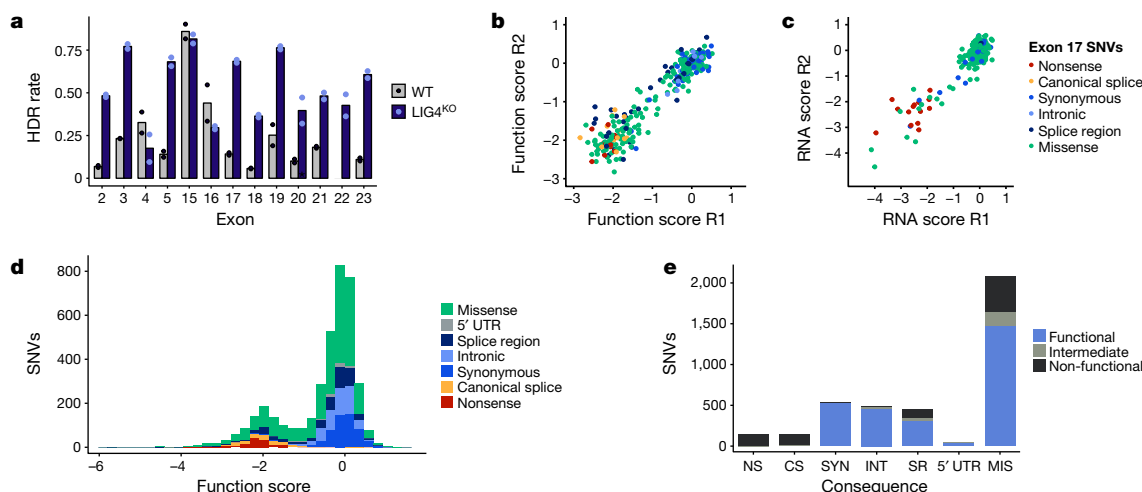 a
HDR rate
0.75
0.50
0.25
0
2 3 4 5 15 16 17 18 19 20 21 22 23
Exon
WT
LIG4KO
b
Function score R2
1
0
−1
−2
−3
−3 −2 −1 0 1
Function score R1
c
RNA score R2
1
0
−1
−2
−3
−4
−4 −3 −2 −1 0 1
RNA score R1
Exon 17 SNVs
Nonsense
Canonical splice
Synonymous
Intronic
Splice region
Missense
d
SNVs
800
600
400
200
0
−6 −4 −2 0
Function score
Missense
5′ UTR
Splice region
Intronic
Synonymous
Canonical splice
Nonsense
e
SNVs
2,000
1,500
1,000
500
0
NS CS SYN INT SR 5′ UTR MIS
Consequence
Functional
Intermediate
Non-functional